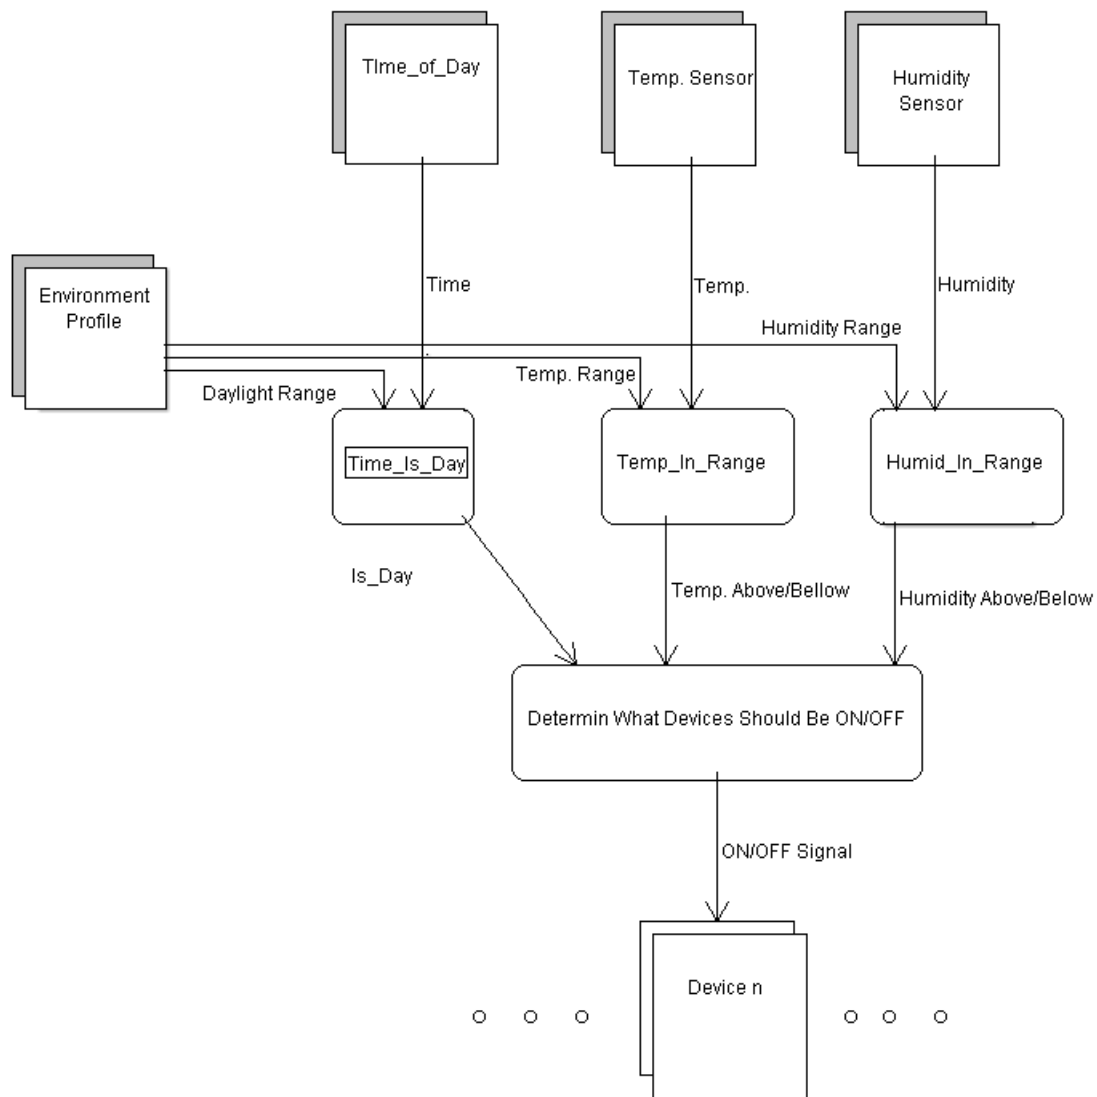 TIme_of_Day
Temp. Sensor
Humidity
Sensor
Environment
Profile
Time
Temp.
Humidity
Humidity Range
Temp. Range
Daylight Range
Time_Is_Day
Temp_In_Range
Humid_In_Range
Is_Day
Temp. Above/Bellow
Humidity Above/Below
Determin What Devices Should Be ON/OFF
ON/OFF Signal
Device n